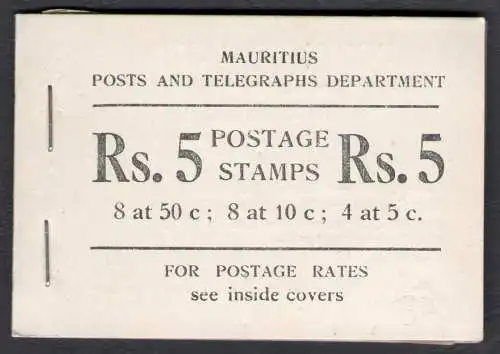 MAURITIUS
POSTS AND TELEGRAPHS DEPARTMENT
Rs. 5 POSTAGE STAMPS Rs. 5
8 at 50 c ; 8 at 10 c ; 4 at 5 c.
FOR POSTAGE RATES
see inside covers